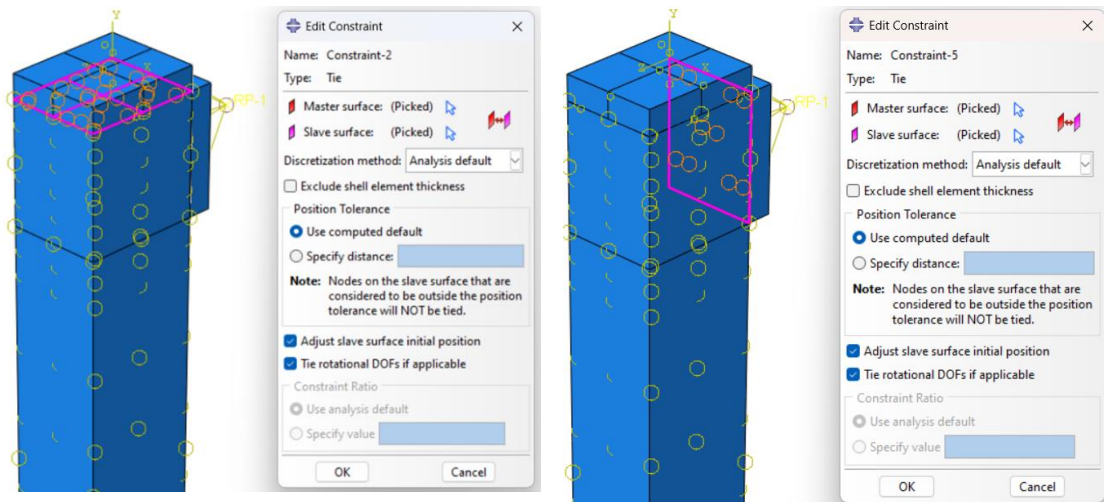 Y
Z
X
RP-1
Edit Constraint
Name: Constraint-2
Type: Tie
Master surface: (Picked)
Slave surface: (Picked)
Discretization method: Analysis default
Exclude shell element thickness
Position Tolerance
Use computed default
Specify distance:
Note: Nodes on the slave surface that are
considered to be outside the position
tolerance will NOT be tied.
Adjust slave surface initial position
Tie rotational DOFs if applicable
Constraint Ratio
Use analysis default
Specify value
OK Cancel
Y
Z
X
RP-1
Edit Constraint
Name: Constraint-5
Type: Tie
Master surface: (Picked)
Slave surface: (Picked)
Discretization method: Analysis default
Exclude shell element thickness
Position Tolerance
Use computed default
Specify distance:
Note: Nodes on the slave surface that are
considered to be outside the position
tolerance will NOT be tied.
Adjust slave surface initial position
Tie rotational DOFs if applicable
Constraint Ratio
Use analysis default
Specify value
OK Cancel